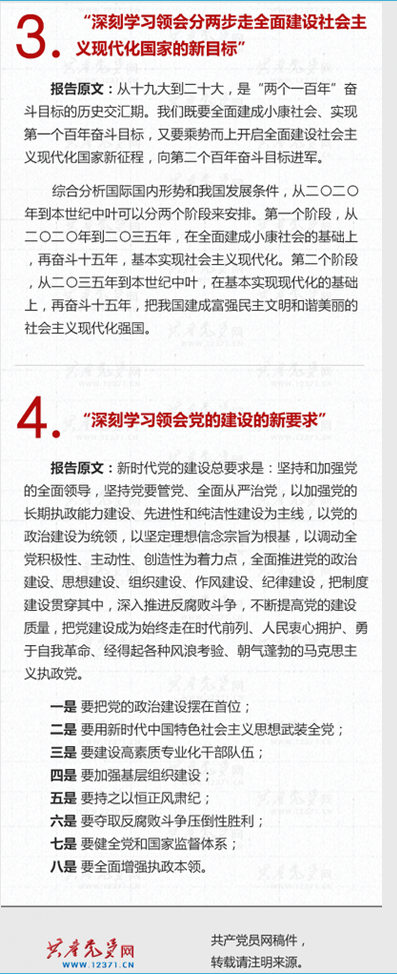 3.
“深刻学习领会分两步走全面建设社会主
义现代化国家的新目标”
报告原文：从十九大到二十大，是“两个一百年”奋
斗目标的历史交汇期。我们既要全面建成小康社会、实现
第一个百年奋斗目标，又要乘势而上开启全面建设社会主
义现代化国家新征程，向第二个百年奋斗目标进军。
综合分析国际国内形势和我国发展条件，从二〇二〇
年到本世纪中叶可以分两个阶段来安排。第一个阶段，从
二〇二〇年到二〇三五年，在全面建成小康社会的基础上
，再奋斗十五年，基本实现社会主义现代化。第二个阶段
，从二〇三五年到本世纪中叶，在基本实现现代化的基础
上，再奋斗十五年，把我国建成富强民主文明和谐美丽的
社会主义现代化强国。
4.
“深刻学习领会党的建设的新要求”
报告原文：新时代党的建设总要求是：坚持和加强党
的全面领导，坚持党要管党、全面从严治党，以加强党的
长期执政能力建设、先进性和纯洁性建设为主线，以党的
政治建设为统领，以坚定理想信念宗旨为根基，以调动全
党积极性、主动性、创造性为着力点，全面推进党的政治
建设、思想建设、组织建设、作风建设、纪律建设，把制度
建设贯穿其中，深入推进反腐败斗争，不断提高党的建设
质量，把党建设成为始终走在时代前列、人民衷心拥护、勇
于自我革命、经得起各种风浪考验、朝气蓬勃的马克思主
义执政党。
一是 要把党的政治建设摆在首位；
二是 要用新时代中国特色社会主义思想武装全党；
三是 要建设高素质专业化干部队伍；
四是 要加强基层组织建设；
五是 要持之以恒正风肃纪；
六是 要夺取反腐败斗争压倒性胜利；
七是 要健全党和国家监督体系；
八是 要全面增强执政本领。
共产党员网
www.12371.CN
共产党员网稿件，
转载请注明来源。